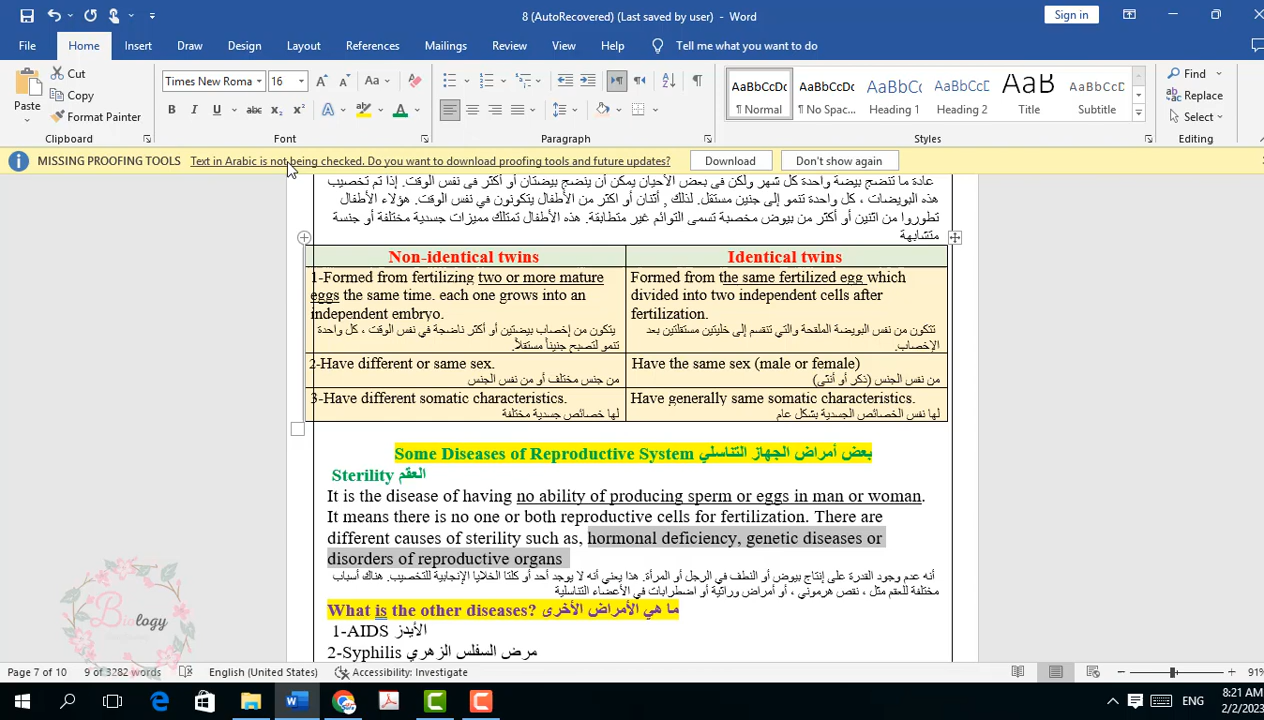 8 (AutoRecovered) (Last saved by user) - Word
Sign in
File Home Insert Draw Design Layout References Mailings Review View Help Tell me what you want to do
Paste Cut Copy Format Painter
Times New Roma 16
Aa
B I U abc x₂ x² A A
AaBbCcDc AaBbCcDc AaBbCc AaBbCcD AaB AaBbCcD
¶ Normal ¶ No Spac... Heading 1 Heading 2 Title Subtitle
Find Replace Select
Clipboard Font Paragraph Styles Editing
MISSING PROOFING TOOLS Text in Arabic is not being checked. Do you want to download proofing tools and future updates? Download Don't show again
عادة ما تنضج بيضة واحدة كل شهر ولكن في بعض الأحيان يمكن أن ينضج بيضتان أو أكثر في نفس الوقت. إذا تم تخصيب
هذه البويضات ، كل واحدة تنمو إلى جنين مستقل. لذلك , أثنان أو اكثر من الأطفال يتكونون في نفس الوقت. هؤلاء الأطفال
تطوروا من اثنين أو أكثر من بيوض مخصبة تسمى التوائم غير متطابقة. هذه الأطفال تمتلك مميزات جسدية مختلفة أو جنسة
متشابهة
Non-identical twins
Identical twins
1-Formed from fertilizing two or more mature
eggs the same time. each one grows into an
independent embryo.
يتكون من إخصاب بيضتين أو أكثر ناضجة في نفس الوقت ، كل واحدة
تنمو لتصبح جنيناً مستقلاً.
Formed from the same fertilized egg which
divided into two independent cells after
fertilization.
تتكون من نفس البويضة الملقحة والتي تنقسم إلى خليتين مستقلتين بعد
الإخصاب.
2-Have different or same sex.
من جنس مختلف أو من نفس الجنس
Have the same sex (male or female)
من نفس الجنس (ذكر أو أنثى)
3-Have different somatic characteristics.
لها خصائص جسدية مختلفة
Have generally same somatic characteristics.
لها نفس الخصائص الجسدية بشكل عام
Some Diseases of Reproductive System بعض أمراض الجهاز التناسلي
Sterility العقم
It is the disease of having no ability of producing sperm or eggs in man or woman.
It means there is no one or both reproductive cells for fertilization. There are
different causes of sterility such as, hormonal deficiency, genetic diseases or
disorders of reproductive organs
أنه عدم وجود القدرة على إنتاج بيوض أو النطف في الرجل أو المرأة. هذا يعني أنه لا يوجد أحد أو كلتا الخلايا الإنجابية للتخصيب. هناك أسباب
مختلفة للعقم مثل ، نقص هرموني ، أو أمراض وراثية أو اضطرابات في الأعضاء التناسلية
What is the other diseases? ما هي الأمراض الأخرى
1-AIDS الأيدز
2-Syphilis مرض السفلس الزهري
Biology
Page 7 of 10 9 of 3282 words English (United States) Accessibility: Investigate 91%
ENG
8:21 AM
2/2/2023